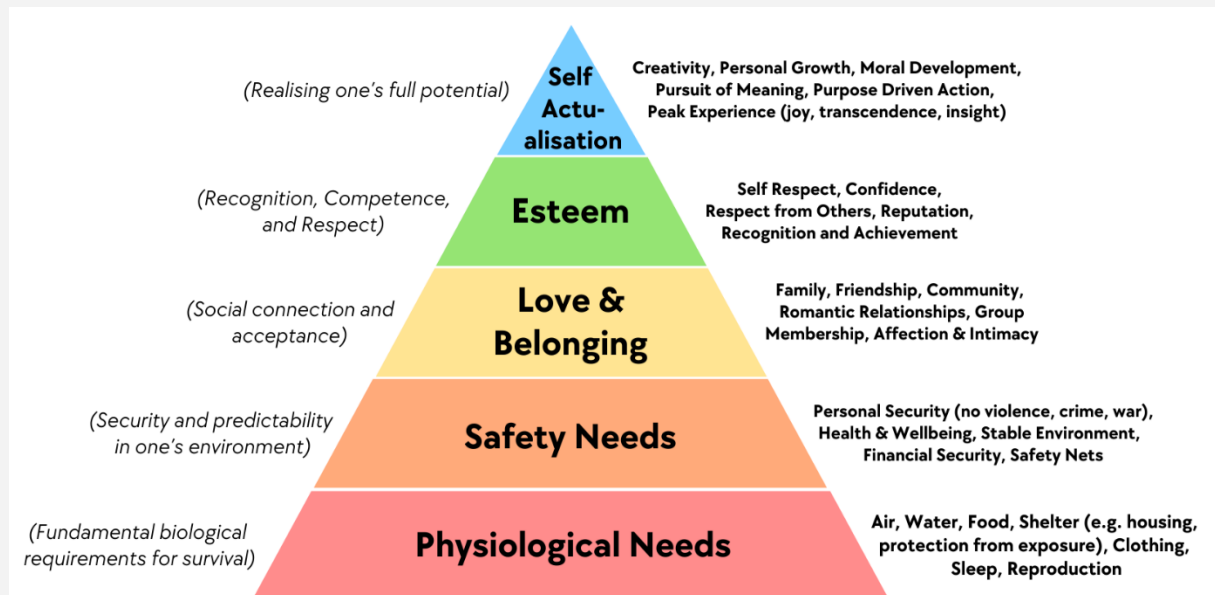 (Realising one's full potential)
Self
Actu-
alisation
Creativity, Personal Growth, Moral Development,
Pursuit of Meaning, Purpose Driven Action,
Peak Experience (joy, transcendence, insight)
(Recognition, Competence,
and Respect)
Esteem
Self Respect, Confidence,
Respect from Others, Reputation,
Recognition and Achievement
(Social connection and
acceptance)
Love &
Belonging
Family, Friendship, Community,
Romantic Relationships, Group
Membership, Affection & Intimacy
(Security and predictability
in one's environment)
Safety Needs
Personal Security (no violence, crime, war),
Health & Wellbeing, Stable Environment,
Financial Security, Safety Nets
(Fundamental biological
requirements for survival)
Physiological Needs
Air, Water, Food, Shelter (e.g. housing,
protection from exposure), Clothing,
Sleep, Reproduction